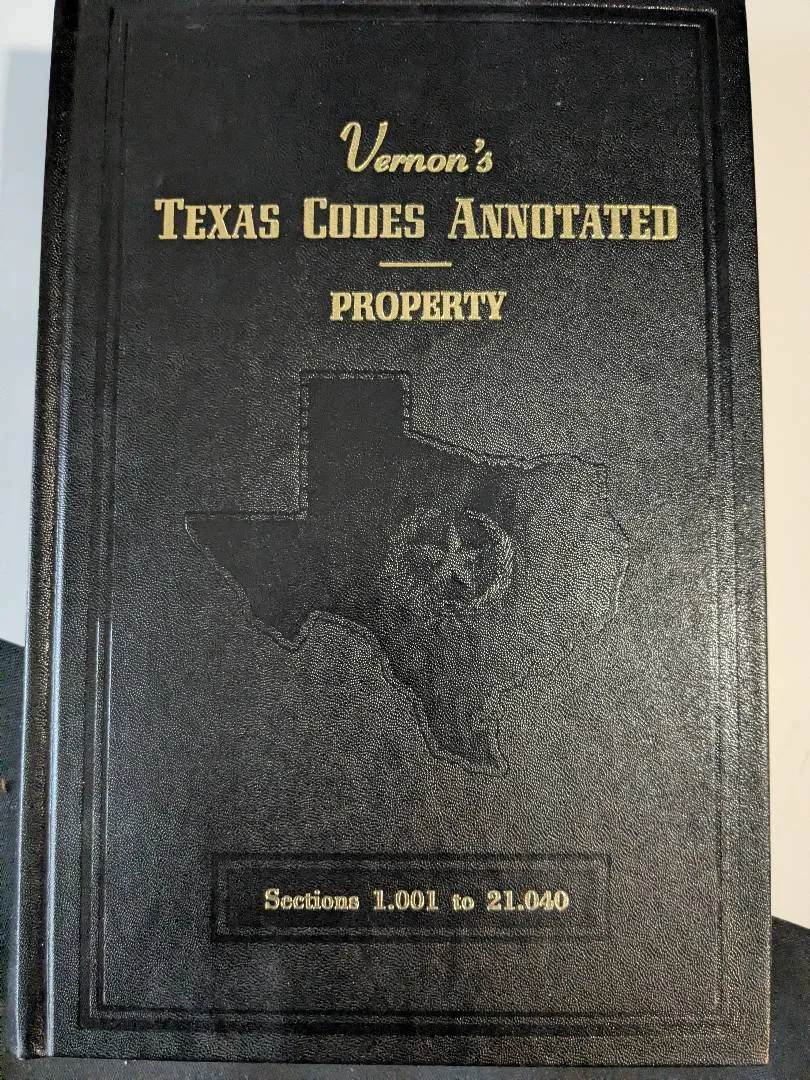 Vernon's
TEXAS CODES ANNOTATED
PROPERTY
Sections 1.001 to 21.040